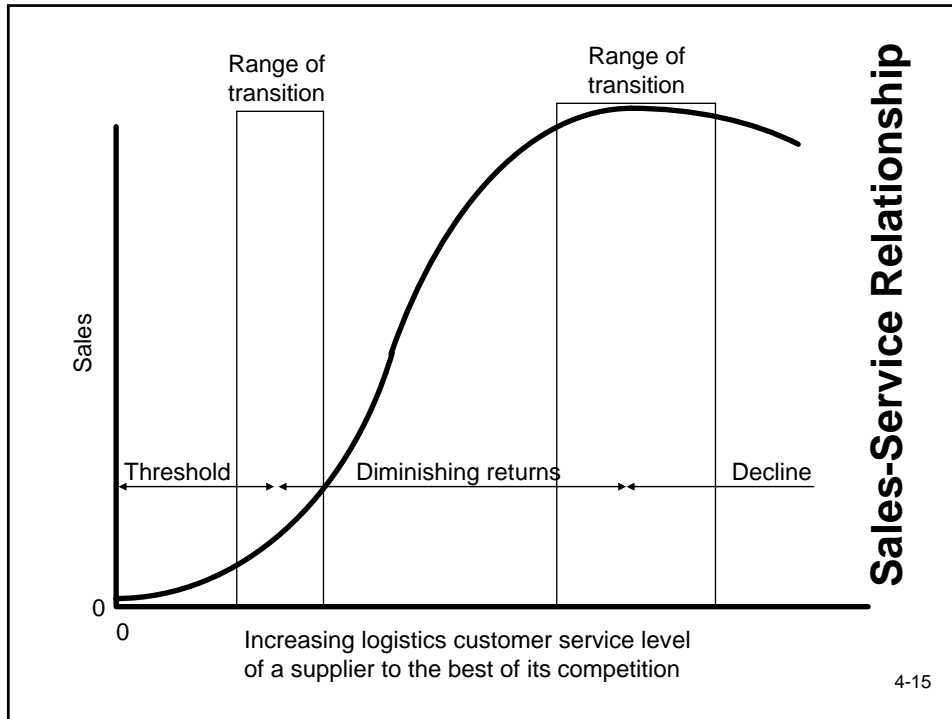 Range of
transition
Range of
transition
Sales-Service Relationship
Sales
Threshold
Diminishing returns
Decline
0
0
Increasing logistics customer service level
of a supplier to the best of its competition
4-15